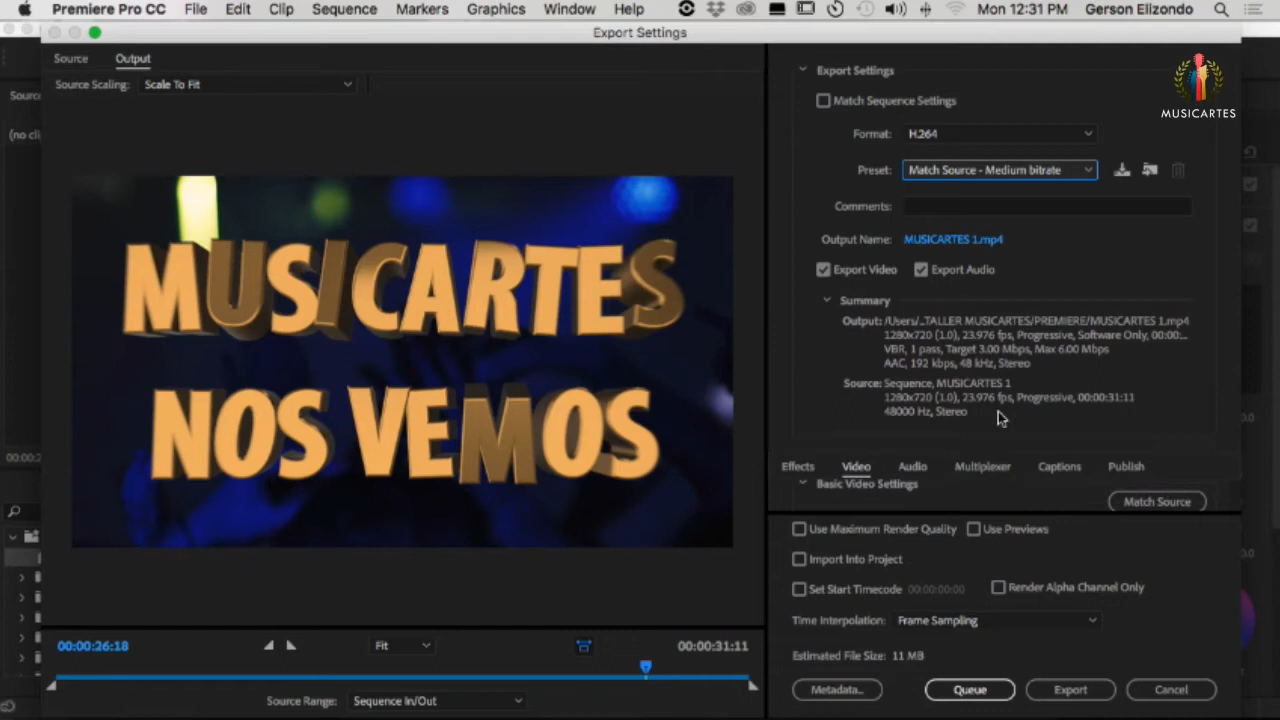 Premiere Pro CC File Edit Clip Sequence Markers Graphics Window Help Mon 12:31 PM Gerson Elizondo
Export Settings
Source Output
Source Scaling: Scale To Fit
MUSICARTES
NOS VEMOS
00:00:26:18 Fit 00:00:31:11
Source Range: Sequence In/Out
Export Settings
MUSICARTES
Match Sequence Settings
Format: H.264
Preset: Match Source - Medium bitrate
Comments:
Output Name: MUSICARTES 1.mp4
Export Video Export Audio
Summary
Output: /Users/_TALLER MUSICARTES/PREMIERE/MUSICARTES 1.mp4
1280x720 (1.0), 23.976 fps, Progressive, Software Only, 00:00:...
VBR, 1 pass, Target 3.00 Mbps, Max 6.00 Mbps
AAC, 192 kbps, 48 kHz, Stereo
Source: Sequence, MUSICARTES 1
1280x720 (1.0), 23.976 fps, Progressive, 00:00:31:11
48000 Hz, Stereo
Effects Video Audio Multiplexer Captions Publish
Basic Video Settings
Match Source
Use Maximum Render Quality Use Previews
Import Into Project
Set Start Timecode 00:00:00:00 Render Alpha Channel Only
Time Interpolation: Frame Sampling
Estimated File Size: 11 MB
Metadata... Queue Export Cancel